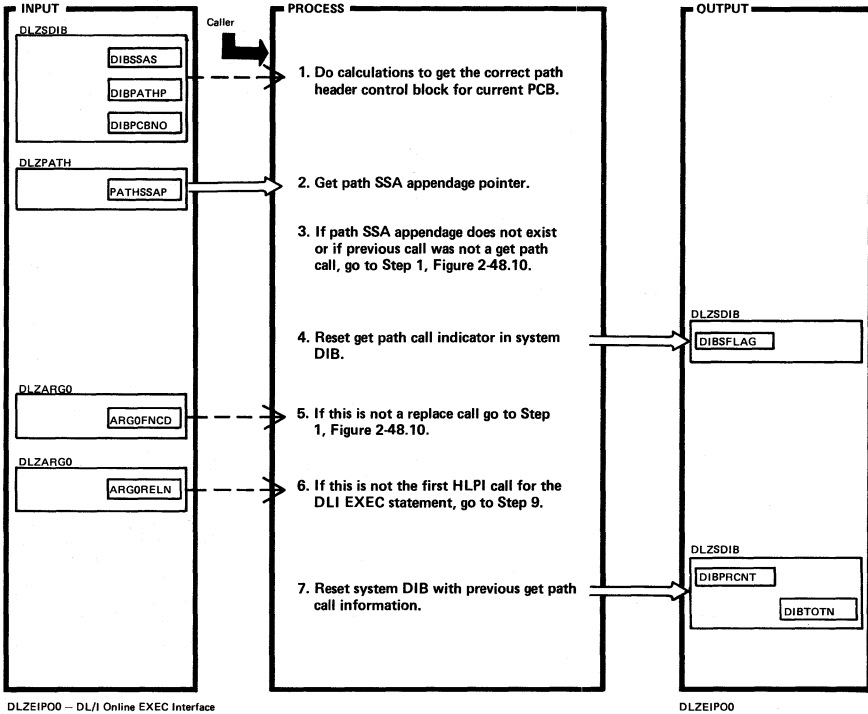 INPUT
DLZSDIB
DIBSSAS
DIBPATHP
DIBPCBNO
DLZPATH
PATHSSAP
DLZARG0
ARG0FNCD
DLZARG0
ARG0RELN
Caller
PROCESS
1. Do calculations to get the correct path
header control block for current PCB.
2. Get path SSA appendage pointer.
3. If path SSA appendage does not exist
or if previous call was not a get path
call, go to Step 1, Figure 2-48.10.
4. Reset get path call indicator in system
DIB.
5. If this is not a replace call go to Step
1, Figure 2-48.10.
6. If this is not the first HLPI call for the
DLI EXEC statement, go to Step 9.
7. Reset system DIB with previous get path
call information.
OUTPUT
DLZSDIB
DIBSFLAG
DLZSDIB
DIBPRCNT
DIBTOTN
DLZEIPO0 — DL/I Online EXEC Interface
DLZEIPO0